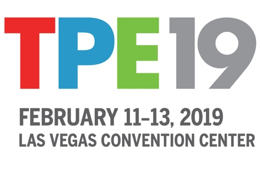 TPE19
FEBRUARY 11-13, 2019
LAS VEGAS CONVENTION CENTER